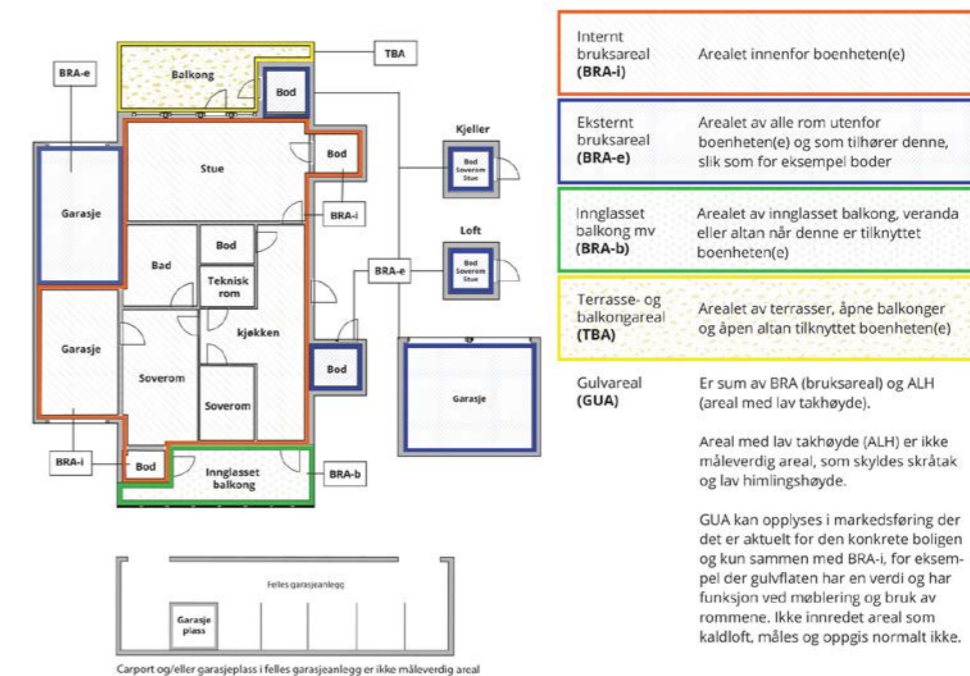 TBA
Balkong
BRA-e
Bod
Kjeller
Bod
Soverom
Stue
Stue
Bod
BRA-i
Garasje
Loft
Bod
Soverom
Stue
Bad
Bod
Teknisk
rom
BRA-e
kjøkken
Garasje
Soverom
Bod
Garasje
Soverom
BRA-i
Bod
Innglasset
balkong
BRA-b
Felles garasjeanlegg
Garasje
plass
Carport og/eller garasjeplass i felles garasjeanlegg er ikke måleverdig areal
Internt
bruksareal
(BRA-i)
Arealet innenfor boenheten(e)
Eksternt
bruksareal
(BRA-e)
Arealet av alle rom utenfor
boenheten(e) og som tilhører denne,
slik som for eksempel boder
Innglasset
balkong mv
(BRA-b)
Arealet av innglasset balkong, veranda
eller altan når denne er tilknyttet
boenheten(e)
Terrasse- og
balkongareal
(TBA)
Arealet av terrasser, åpne balkonger
og åpen altan tilknyttet boenheten(e)
Gulvareal
(GUA)
Er sum av BRA (bruksareal) og ALH
(areal med lav takhøyde).
Areal med lav takhøyde (ALH) er ikke
måleverdig areal, som skyldes skråtak
og lav himlingshøyde.
GUA kan opplyses i markedsføring der
det er aktuelt for den konkrete boligen
og kun sammen med BRA-i, for eksem-
pel der gulvflaten har en verdi og har
funksjon ved møblering og bruk av
rommene. Ikke innredet areal som
kaldloft, måles og oppgis normalt ikke.